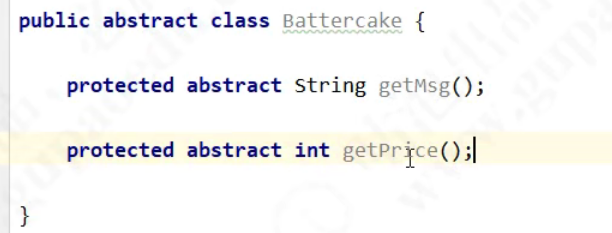 public abstract class Battercake {
protected abstract String getMsg();
protected abstract int getPrice();
}